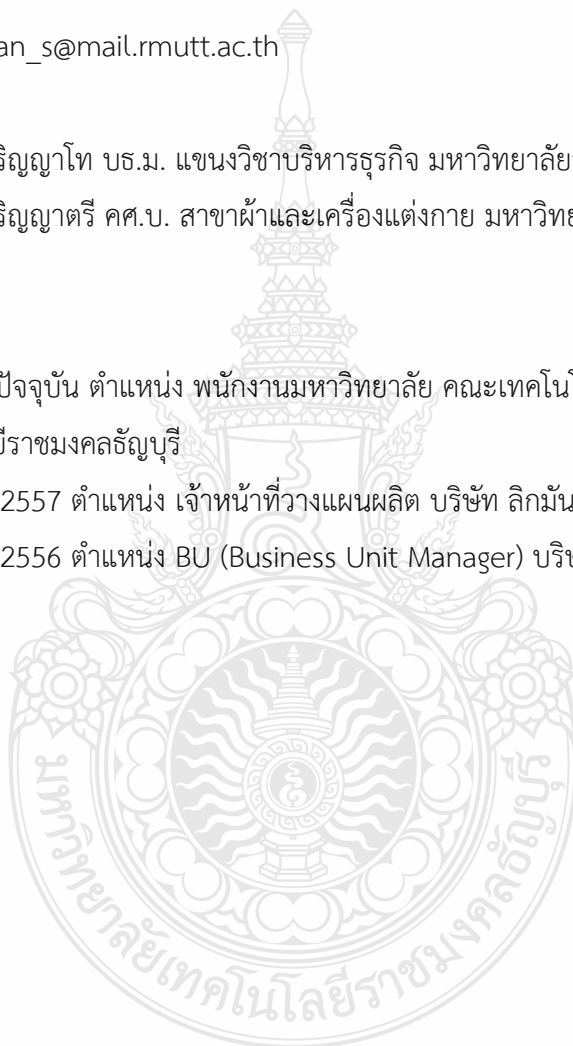 an_s@mail.rmutt.ac.th
ริญญาโท บธ.ม. แขนงวิชาบริหารธุรกิจ มหาวิทยาลัย
ริญญาตรี คศ.บ. สาขาผ้าและเครื่องแต่งกาย มหาวิทย
ปัจจุบัน ตำแหน่ง พนักงานมหาวิทยาลัย คณะเทคโนโ
ยีราชมงคลธัญบุรี
2557 ตำแหน่ง เจ้าหน้าที่วางแผนผลิต บริษัท ลิกมัน
2556 ตำแหน่ง BU (Business Unit Manager) บริษ
มหาวิทยาลัยเทคโนโลยีราชมงคลธัญบุรี